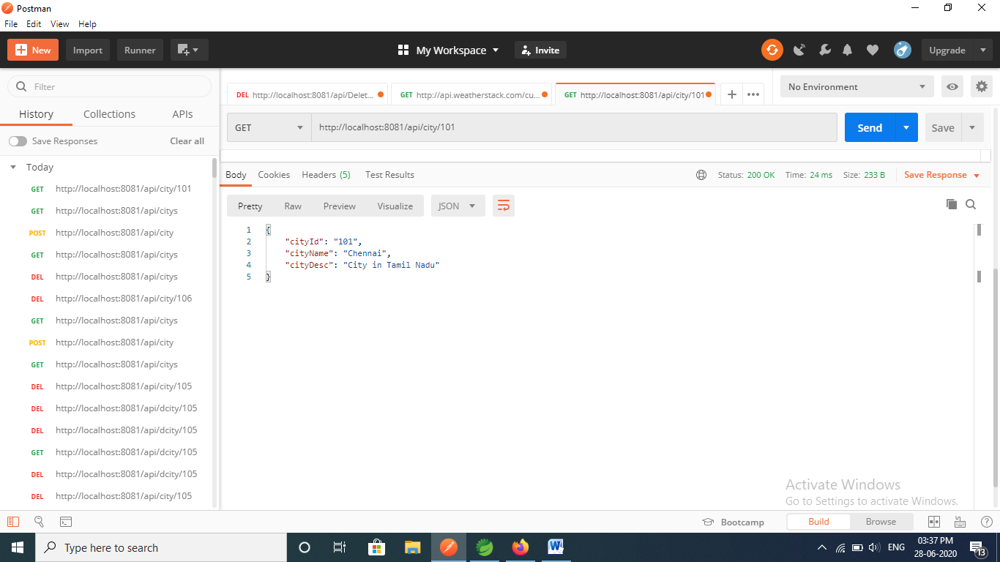 Postman
File Edit View Help
New Import Runner My Workspace Invite Upgrade
Filter
History Collections APIs
Save Responses Clear all
Today
GET http://localhost:8081/api/city/101
GET http://localhost:8081/api/citys
POST http://localhost:8081/api/city
GET http://localhost:8081/api/citys
DEL http://localhost:8081/api/citys
DEL http://localhost:8081/api/city/106
GET http://localhost:8081/api/citys
POST http://localhost:8081/api/city
GET http://localhost:8081/api/citys
DEL http://localhost:8081/api/city/105
DEL http://localhost:8081/api/dcity/105
DEL http://localhost:8081/api/dcity/105
GET http://localhost:8081/api/dcity/105
DEL http://localhost:8081/api/dcity/105
DEL http://localhost:8081/api/city/105
DEL http://localhost:8081/api/Delet... GET http://api.weatherstack.com/cu... GET http://localhost:8081/api/city/101
No Environment
GET http://localhost:8081/api/city/101 Send Save
Body Cookies Headers (5) Test Results Status: 200 OK Time: 24 ms Size: 233 B Save Response
Pretty Raw Preview Visualize JSON
1 {
2 "cityId": "101",
3 "cityName": "Chennai",
4 "cityDesc": "City in Tamil Nadu"
5 }
Activate Windows
Go to Settings to activate Windows.
Bootcamp Build Browse
Type here to search
W
ENG
03:37 PM
28-06-2020
13